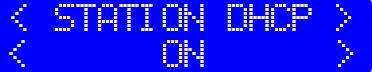 < STATION DHCP >
< ON >